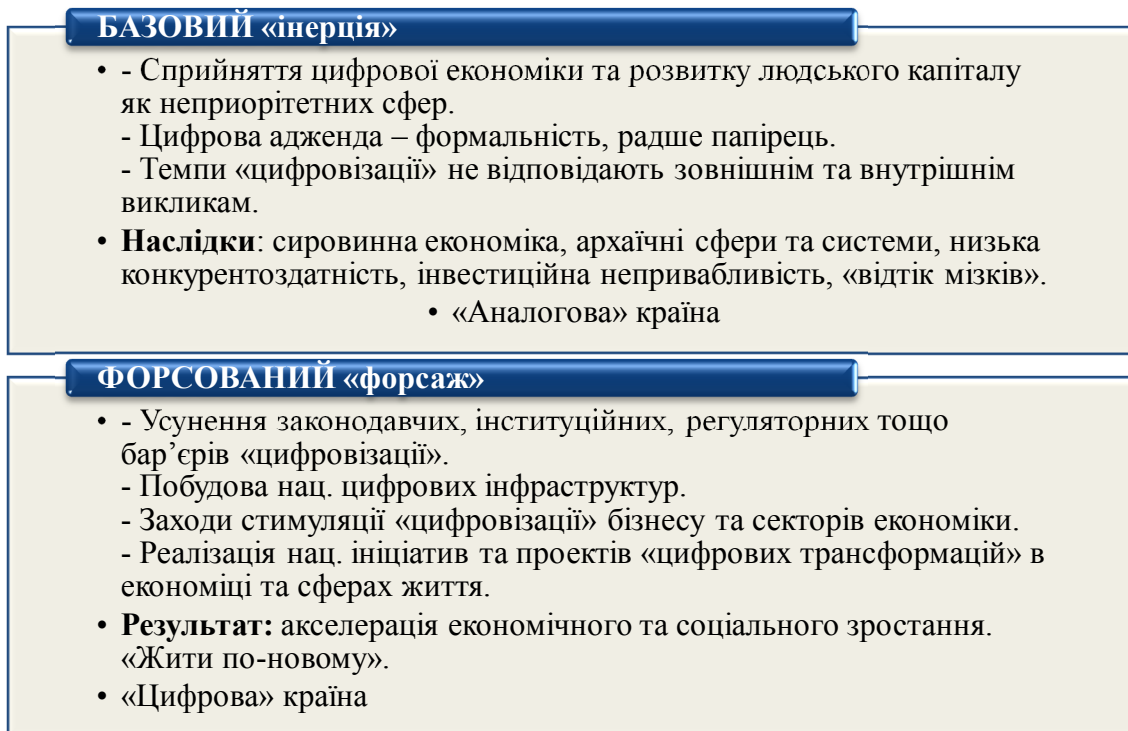 БАЗОВИЙ «інерція»
• - Сприйняття цифрової економіки та розвитку людського капіталу
як неприорітетних сфер.
- Цифрова адженда – формальність, радше папірець.
- Темпи «цифровізації» не відповідають зовнішнім та внутрішнім
викликам.
• Наслідки: сировинна економіка, архаїчні сфери та системи, низька
конкурентоздатність, інвестиційна непривабливість, «відтік мізків».
• «Аналогова» країна
ФОРСОВАНИЙ «форсаж»
• - Усунення законодавчих, інституційних, регуляторних тощо
бар’єрів «цифровізації».
- Побудова нац. цифрових інфраструктур.
- Заходи стимуляції «цифровізації» бізнесу та секторів економіки.
- Реалізація нац. ініціатив та проектів «цифрових трансформацій» в
економіці та сферах життя.
• Результат: акселерація економічного та соціального зростання.
«Жити по-новому».
• «Цифрова» країна